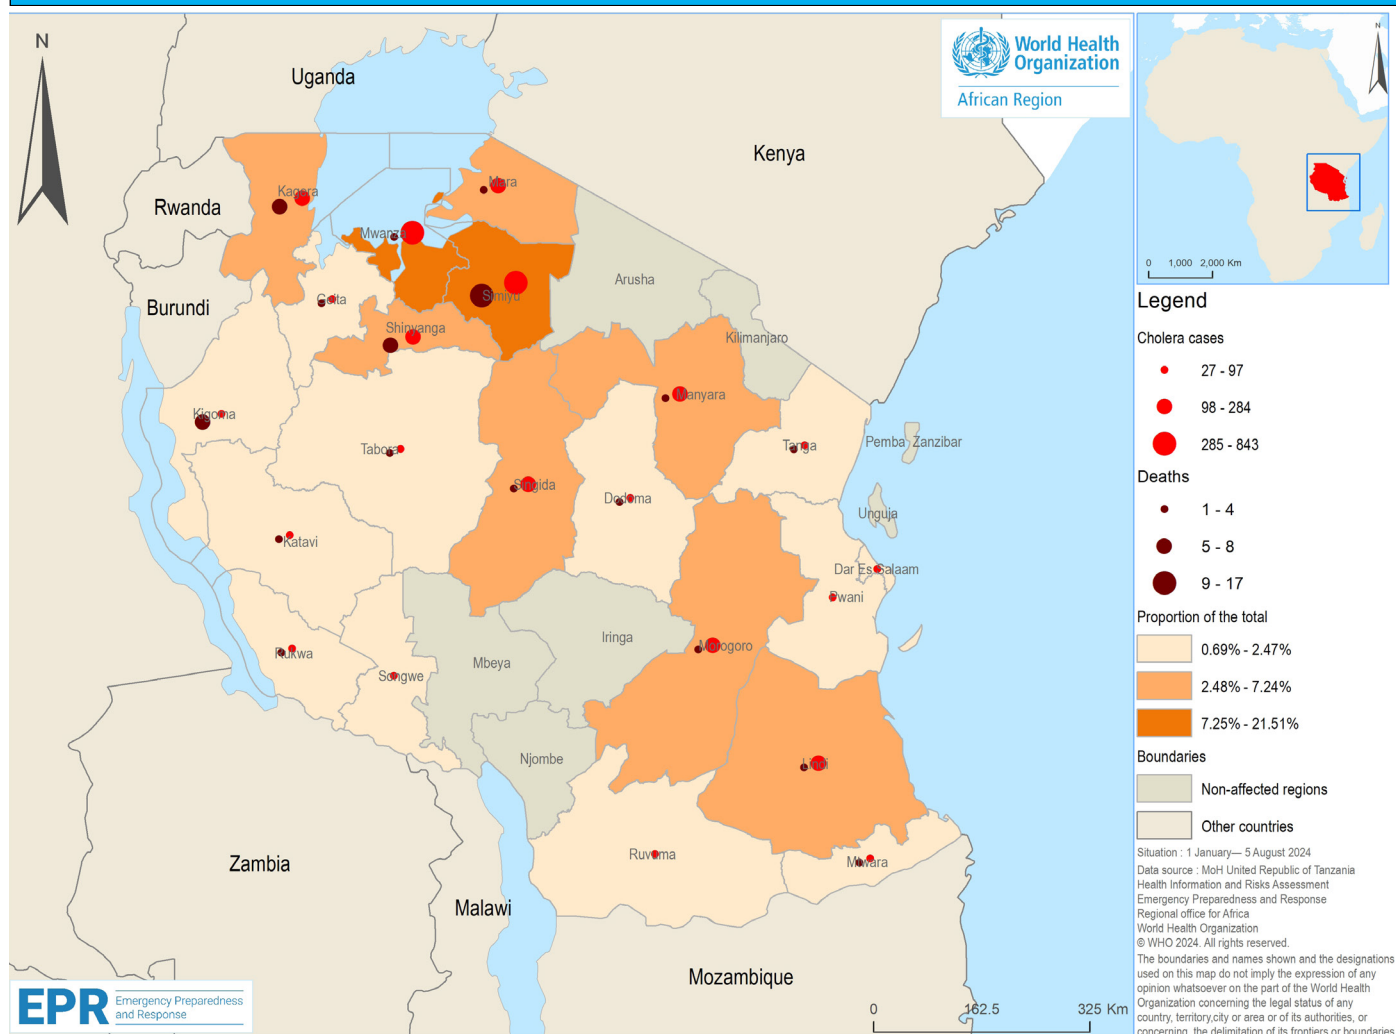 N
Uganda
World Health
Organization
African Region
Kenya
Rwanda
Burundi
Kagera
Mara
Mwanza
Simiyu
Geita
Shinyanga
Arusha
Kilimanjaro
Manyara
Kigoma
Tabora
Singida
Dodoma
Tanga
Pemba Zanzibar
Unguja
Katavi
Dar Es Salaam
Pwani
Rukwa
Songwe
Mbeya
Iringa
Morogoro
Njombe
Lindi
Ruvuma
Mtwara
Zambia
Malawi
Mozambique
EPR Emergency Preparedness
and Response
0 162.5 325 Km
N
0 1,000 2,000 Km
Legend
Cholera cases
27 - 97
98 - 284
285 - 843
Deaths
1 - 4
5 - 8
9 - 17
Proportion of the total
0.69% - 2.47%
2.48% - 7.24%
7.25% - 21.51%
Boundaries
Non-affected regions
Other countries
Situation : 1 January— 5 August 2024
Data source : MoH United Republic of Tanzania
Health Information and Risks Assessment
Emergency Preparedness and Response
Regional office for Africa
World Health Organization
© WHO 2024. All rights reserved.
The boundaries and names shown and the designations
used on this map do not imply the expression of any
opinion whatsoever on the part of the World Health
Organization concerning the legal status of any
country, territory,city or area or of its authorities, or
concerning, the delimitation of its frontiers or boundaries